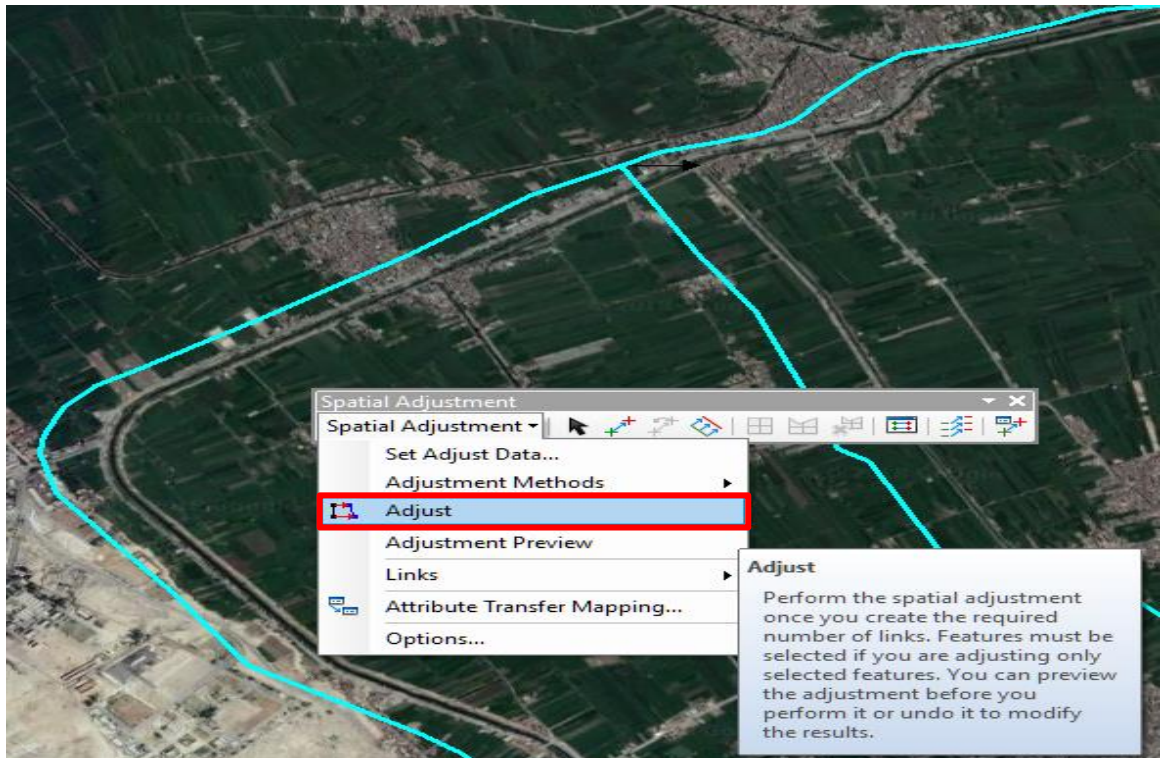 Spatial Adjustment
Spatial Adjustment
Set Adjust Data...
Adjustment Methods
Adjust
Adjustment Preview
Links
Attribute Transfer Mapping...
Options...
Adjust
Perform the spatial adjustment
once you create the required
number of links. Features must be
selected if you are adjusting only
selected features. You can preview
the adjustment before you
perform it or undo it to modify
the results.